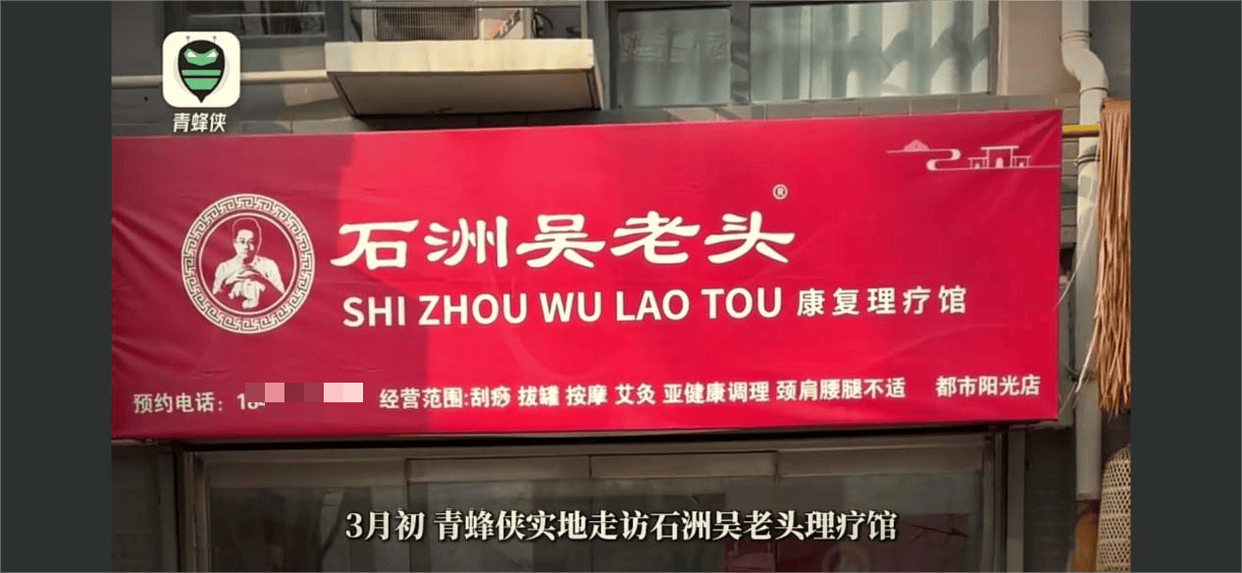 青蜂侠
®
石洲吴老头
SHI ZHOU WU LAO TOU 康复理疗馆
预约电话：18
经营范围:刮痧 拔罐 按摩 艾灸 亚健康调理 颈肩腰腿不适 都市阳光店
3月初 青蜂侠实地走访石洲吴老头理疗馆